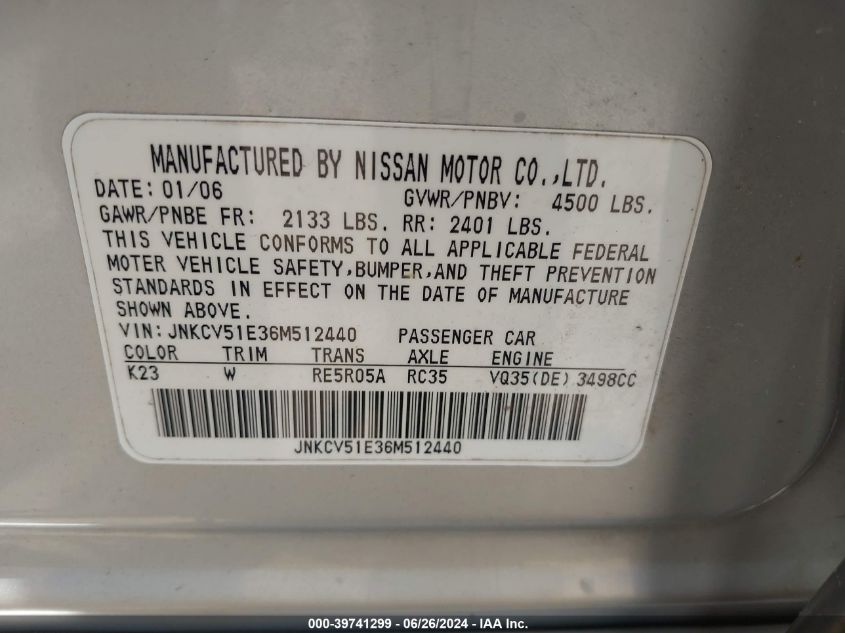 MANUFACTURED BY NISSAN MOTOR CO.,LTD.
DATE: 01/06 GVWR/PNBV: 4500 LBS.
GAWR/PNBE FR: 2133 LBS. RR: 2401 LBS.
THIS VEHICLE CONFORMS TO ALL APPLICABLE FEDERAL
MOTER VEHICLE SAFETY,BUMPER,AND THEFT PREVENTION
STANDARDS IN EFFECT ON THE DATE OF MANUFACTURE
SHOWN ABOVE.
VIN: JNKCV51E36M512440 PASSENGER CAR
COLOR TRIM TRANS AXLE ENGINE
K23 W RE5R05A RC35 VQ35(DE) 3498CC
JNKCV51E36M512440
000-39741299 - 06/26/2024 - IAA Inc.